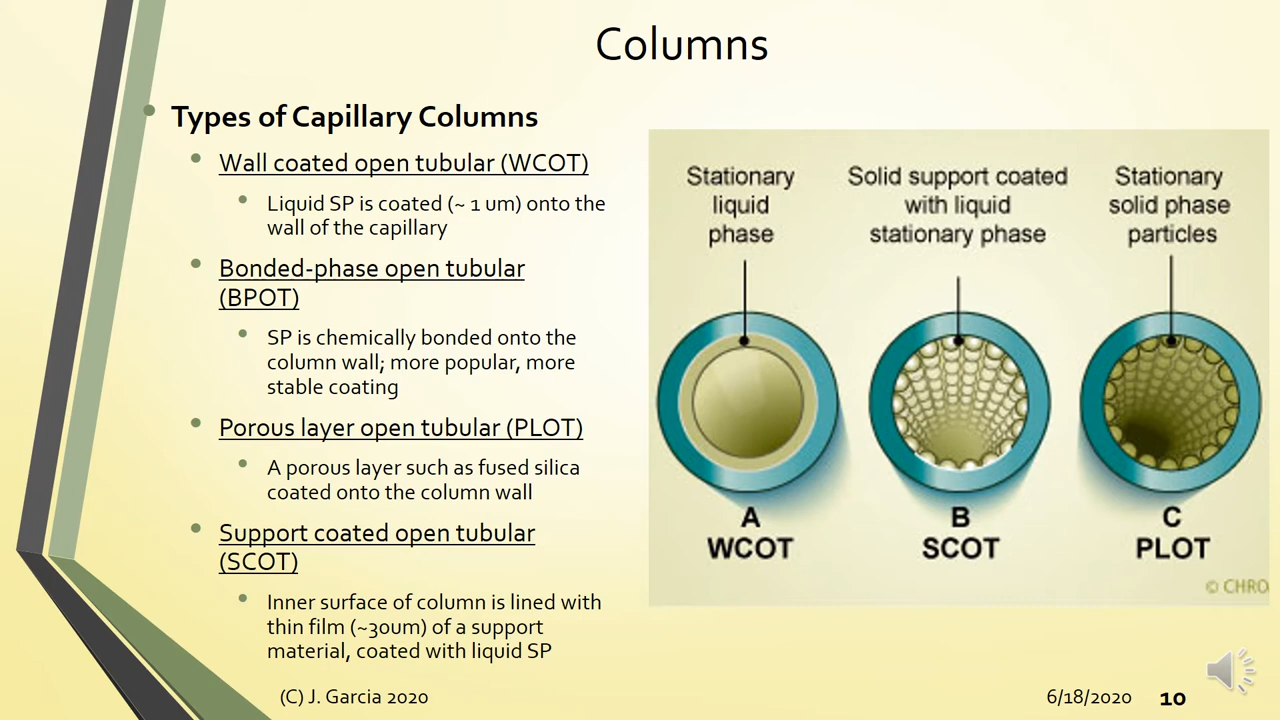 Columns
Types of Capillary Columns
Wall coated open tubular (WCOT)
Liquid SP is coated (~ 1 um) onto the
wall of the capillary
Bonded-phase open tubular
(BPOT)
SP is chemically bonded onto the
column wall; more popular, more
stable coating
Porous layer open tubular (PLOT)
A porous layer such as fused silica
coated onto the column wall
Support coated open tubular
(SCOT)
Inner surface of column is lined with
thin film (~30um) of a support
material, coated with liquid SP
Stationary
liquid
phase
Solid support coated
with liquid
stationary phase
Stationary
solid phase
particles
A
WCOT
B
SCOT
C
PLOT
© CHRO
(C) J. Garcia 2020
6/18/2020
10